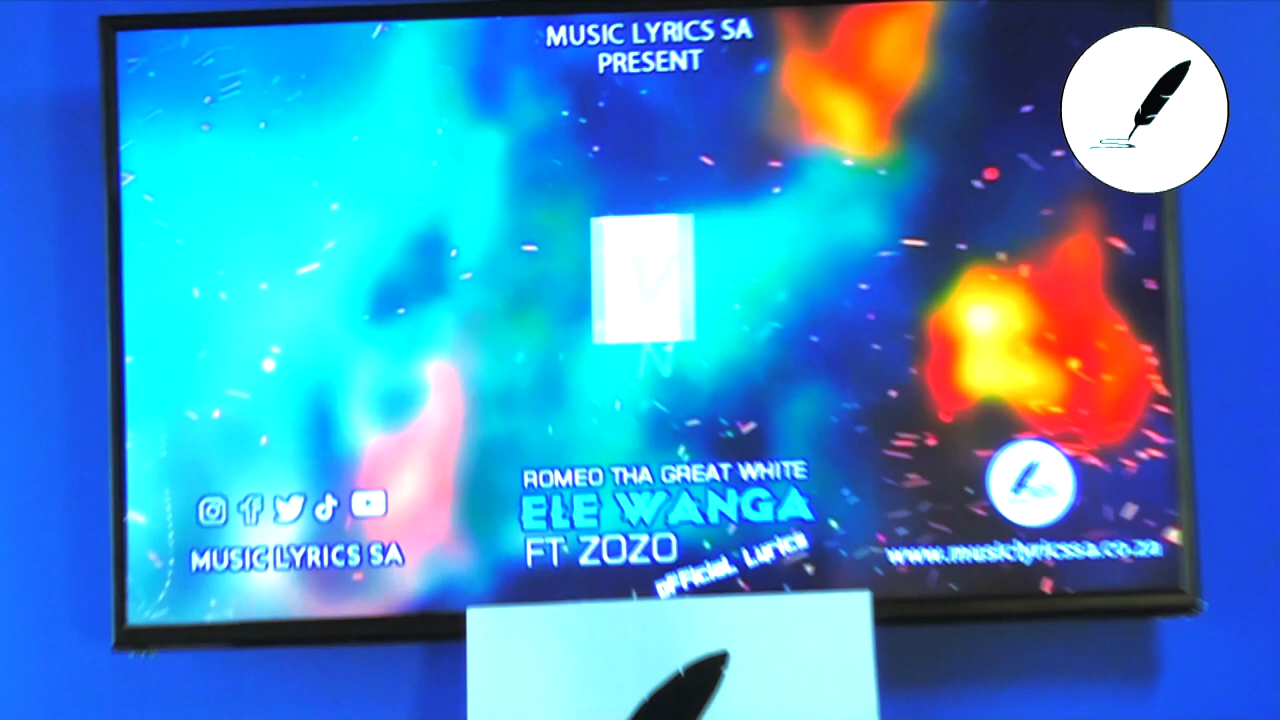 MUSIC LYRICS SA
PRESENT
ROMEO THA GREAT WHITE
ELE WANGA
FT ZOZO
OFFICIAL LYRICS
MUSIC LYRICS SA
www.musiclyricssa.co.za